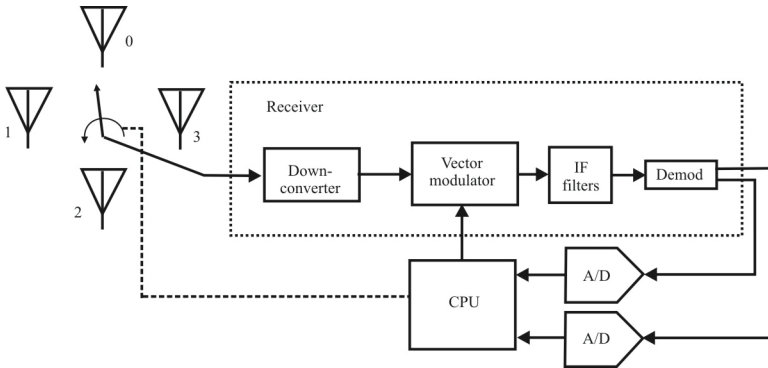 0
1
3
2
Receiver
Down-
converter
Vector
modulator
IF
filters
Demod
CPU
A/D
A/D